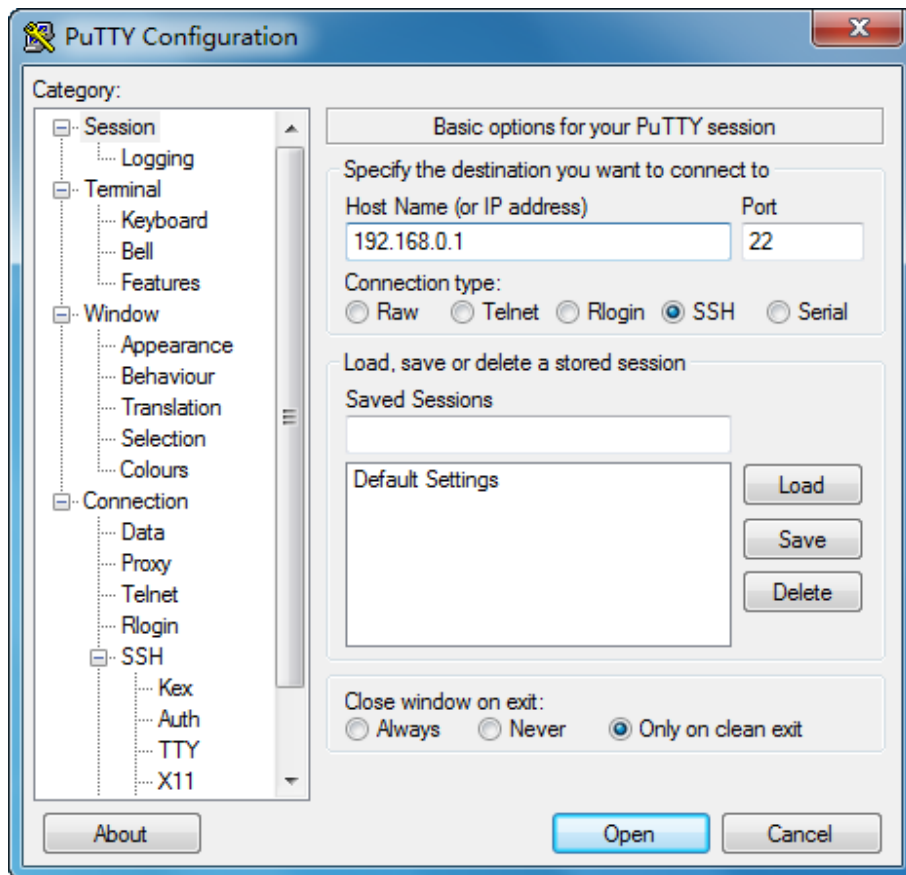 PuTTY Configuration
Category:
Session
Logging
Terminal
Keyboard
Bell
Features
Window
Appearance
Behaviour
Translation
Selection
Colours
Connection
Data
Proxy
Telnet
Rlogin
SSH
Kex
Auth
TTY
X11
Basic options for your PuTTY session
Specify the destination you want to connect to
Host Name (or IP address) Port
192.168.0.1 22
Connection type:
Raw Telnet Rlogin SSH Serial
Load, save or delete a stored session
Saved Sessions
Default Settings
Load
Save
Delete
Close window on exit:
Always Never Only on clean exit
About Open Cancel